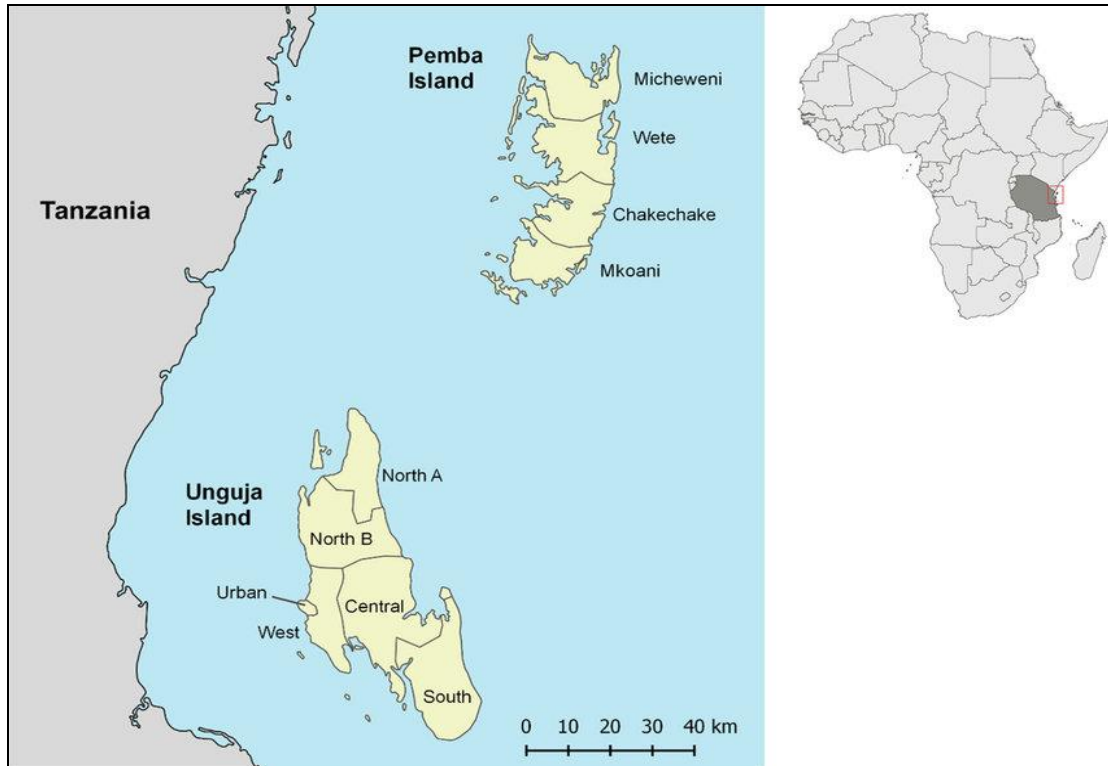 Pemba
Island
Micheweni
Wete
Chakechake
Mkoani
Tanzania
Unguja
Island
North A
North B
Urban
Central
West
South
0 10 20 30 40 km